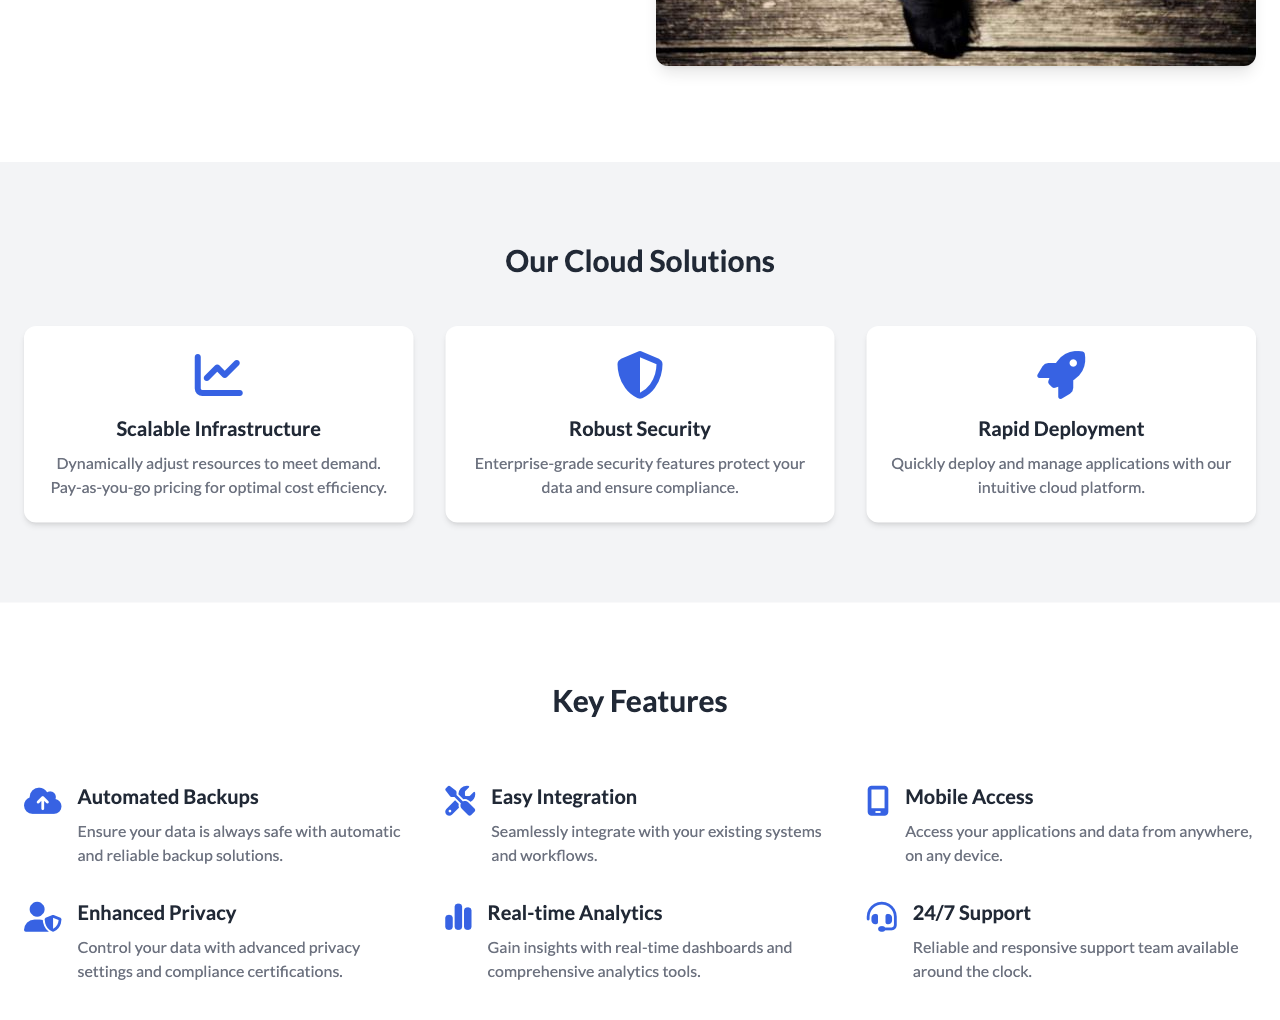 Our Cloud Solutions
Scalable Infrastructure
Dynamically adjust resources to meet demand.
Pay-as-you-go pricing for optimal cost efficiency.
Robust Security
Enterprise-grade security features protect your
data and ensure compliance.
Rapid Deployment
Quickly deploy and manage applications with our
intuitive cloud platform.
Key Features
Automated Backups
Ensure your data is always safe with automatic
and reliable backup solutions.
Easy Integration
Seamlessly integrate with your existing systems
and workflows.
Mobile Access
Access your applications and data from anywhere,
on any device.
Enhanced Privacy
Control your data with advanced privacy
settings and compliance certifications.
Real-time Analytics
Gain insights with real-time dashboards and
comprehensive analytics tools.
24/7 Support
Reliable and responsive support team available
around the clock.